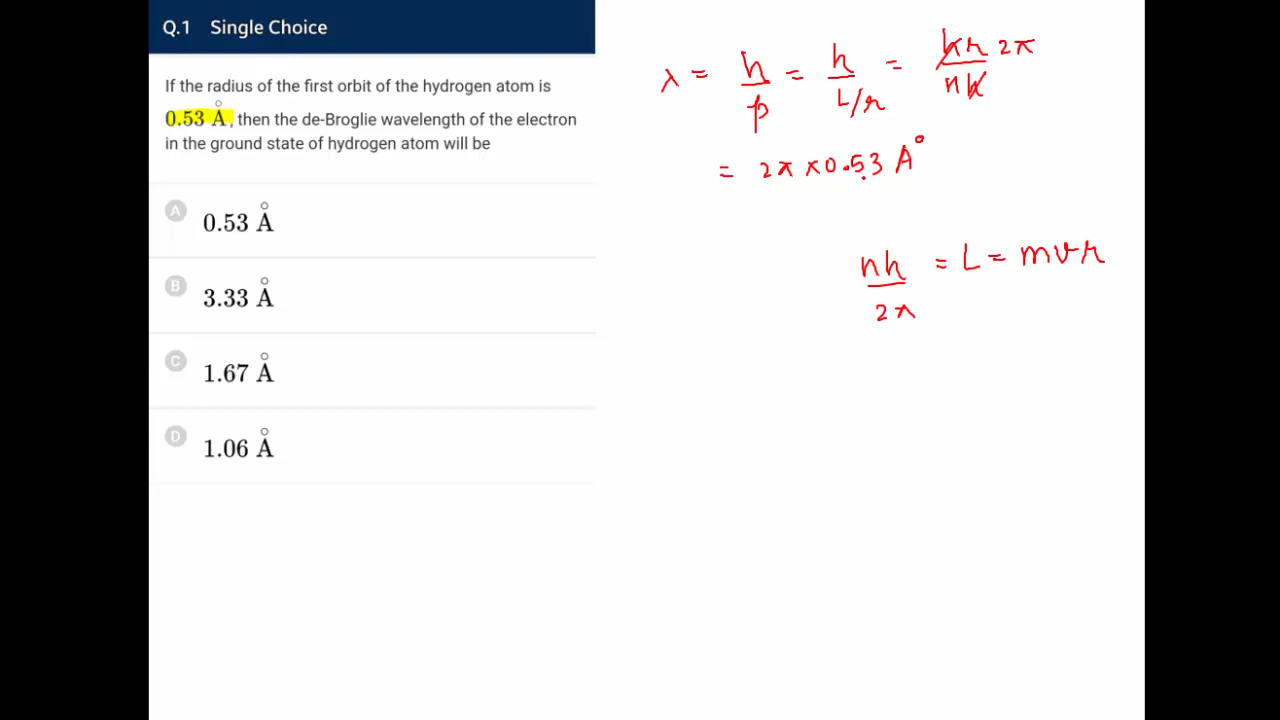 Q.1 Single Choice
If the radius of the first orbit of the hydrogen atom is
0.53 Å, then the de-Broglie wavelength of the electron
in the ground state of hydrogen atom will be
A 0.53 Å
B 3.33 Å
C 1.67 Å
D 1.06 Å
λ = h/p = h/(L/r) = hr 2π/nh
= 2π × 0.53 A°
nh/2π = L = mvr